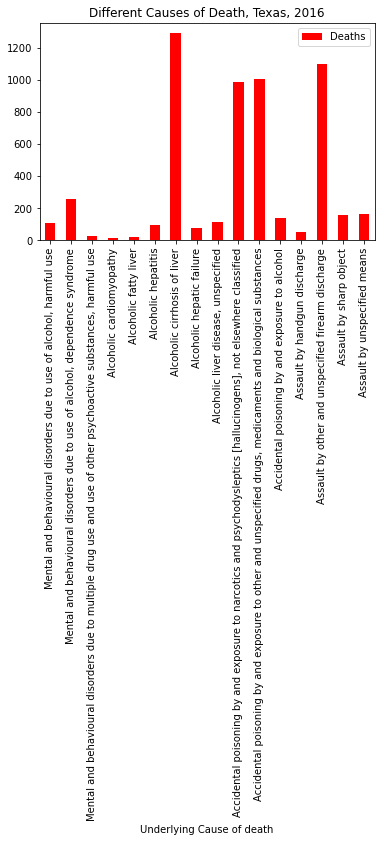 Different Causes of Death, Texas, 2016
Deaths
1200
1000
800
600
400
200
0
Mental and behavioural disorders due to use of alcohol, harmful use
Mental and behavioural disorders due to use of alcohol, dependence syndrome
Mental and behavioural disorders due to multiple drug use and use of other psychoactive substances, harmful use
Alcoholic cardiomyopathy
Alcoholic fatty liver
Alcoholic hepatitis
Alcoholic cirrhosis of liver
Alcoholic hepatic failure
Alcoholic liver disease, unspecified
Accidental poisoning by and exposure to narcotics and psychodysleptics [hallucinogens], not elsewhere classified
Accidental poisoning by and exposure to other and unspecified drugs, medicaments and biological substances
Accidental poisoning by and exposure to alcohol
Assault by handgun discharge
Assault by other and unspecified firearm discharge
Assault by sharp object
Assault by unspecified means
Underlying Cause of death